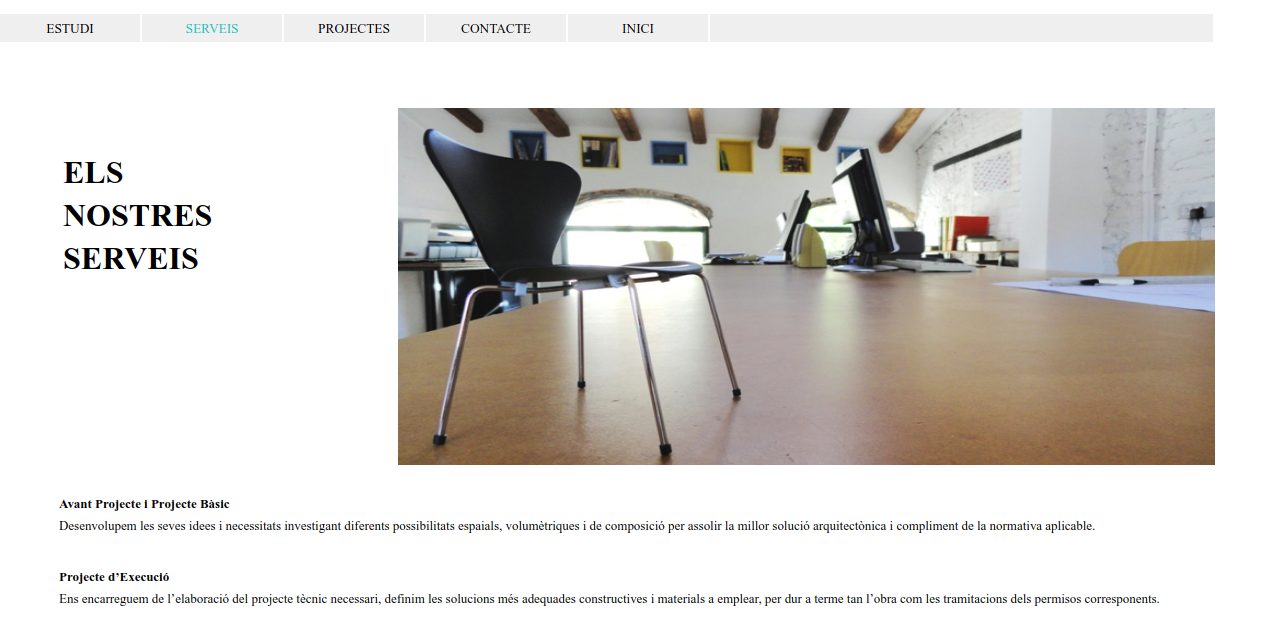 ESTUDI SERVEIS PROJECTES CONTACTE INICI
ELS
NOSTRES
SERVEIS
Avant Projecte i Projecte Bàsic
Desenvolupem les seves idees i necessitats investigant diferents possibilitats espaials, volumètriques i de composició per assolir la millor solució arquitectònica i compliment de la normativa aplicable.
Projecte d’Execució
Ens encarreguem de l’elaboració del projecte tècnic necessari, definim les solucions més adequades constructives i materials a emplear, per dur a terme tan l’obra com les tramitacions dels permisos corresponents.